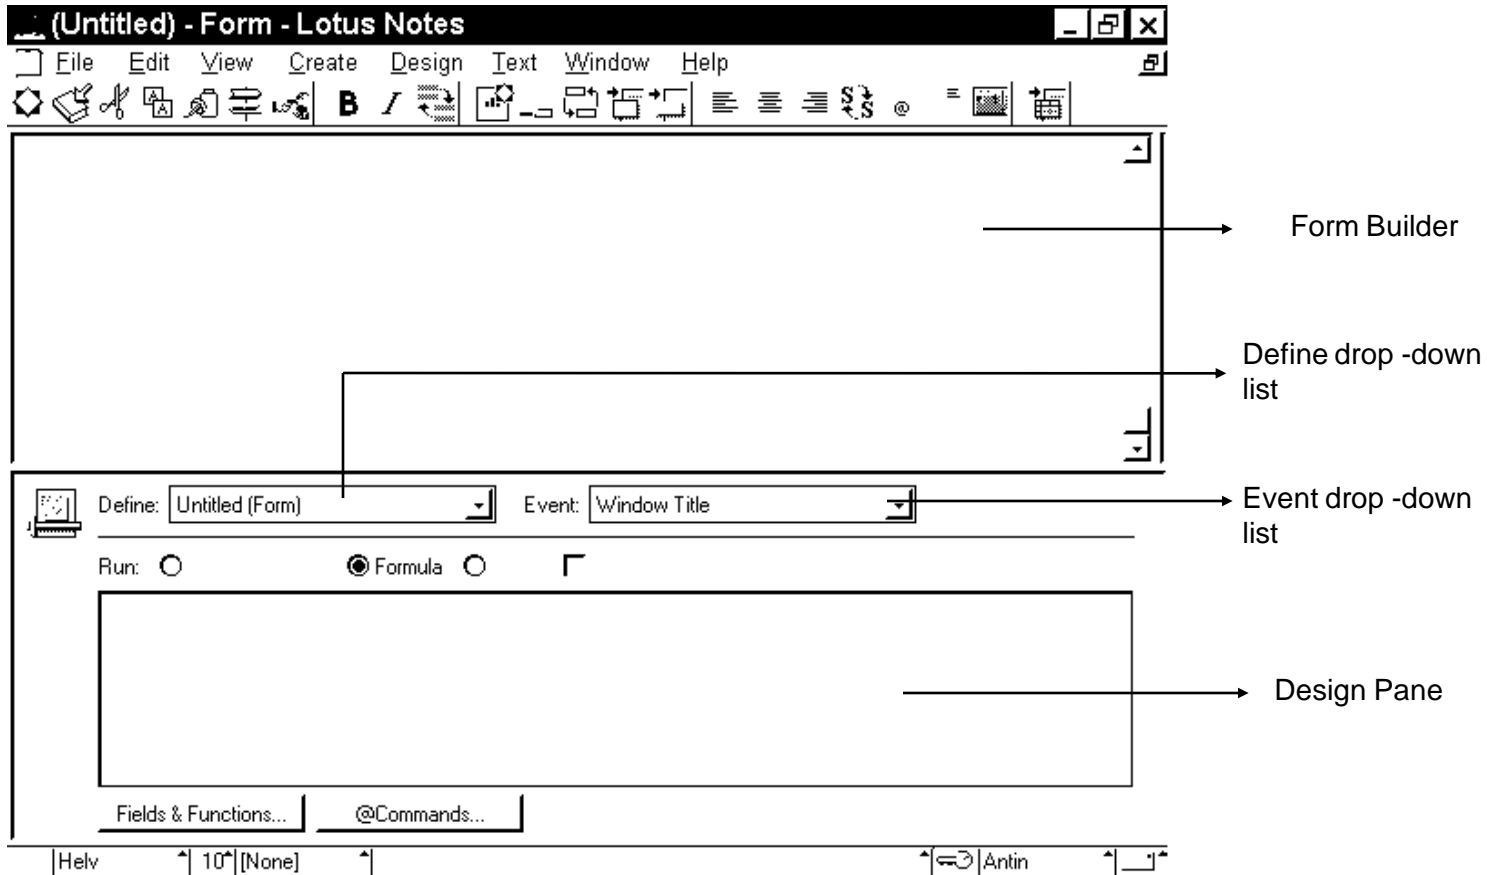 (Untitled) - Form - Lotus Notes
File Edit View Create Design Text Window Help
Form Builder
Define drop -down
list
Define: Untitled (Form) Event: Window Title
Event drop -down
list
Run: Formula
Design Pane
Fields & Functions... @Commands...
Helv 10 [None] Antin